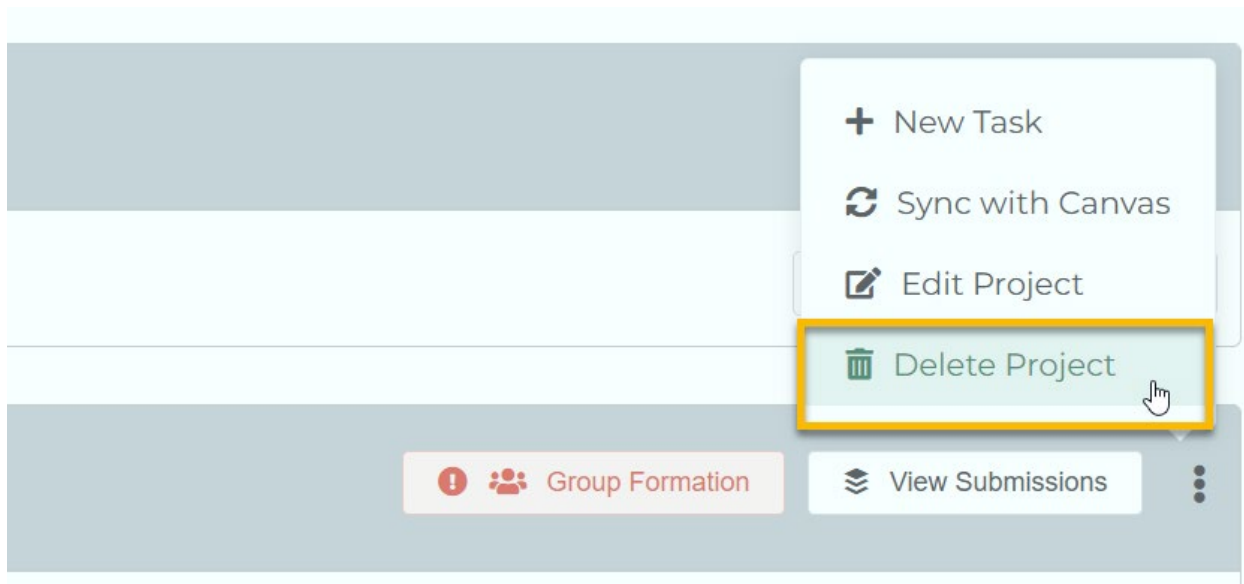 New Task
Sync with Canvas
Edit Project
Delete Project
Group Formation
View Submissions